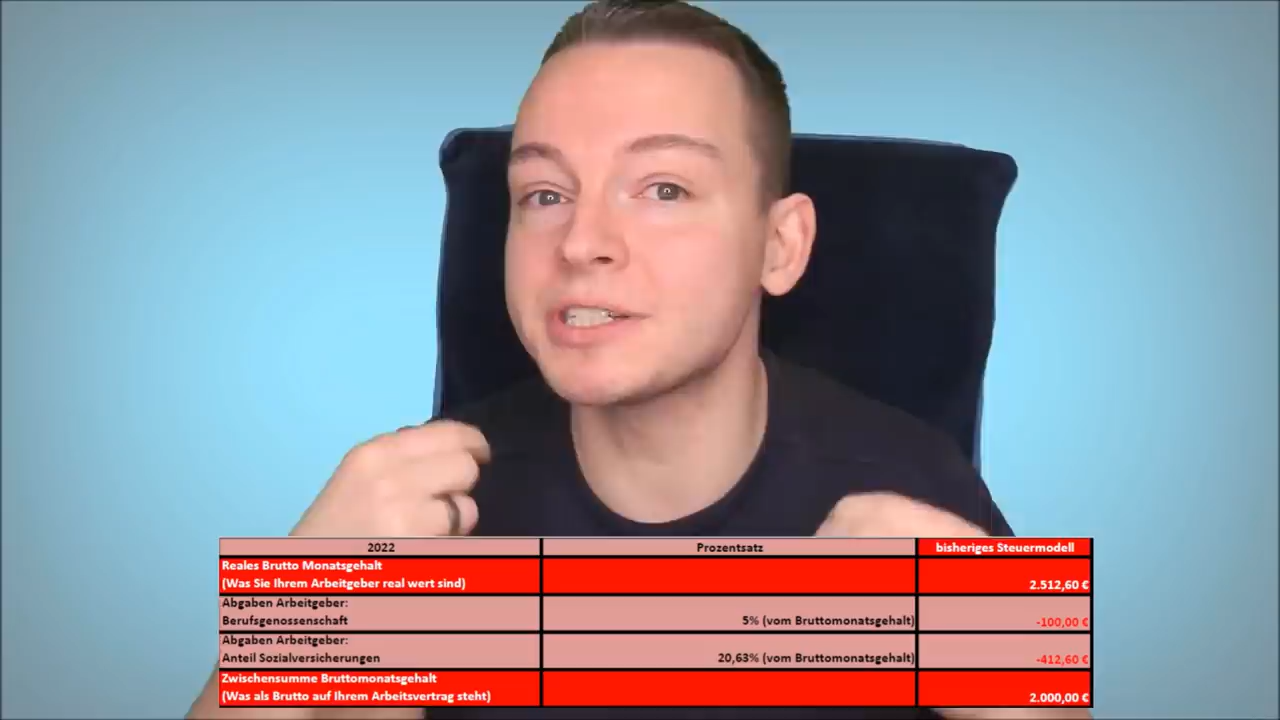 2022 Prozentsatz bisheriges Steuermodell
Reales Brutto Monatsgehalt
(Was Sie Ihrem Arbeitgeber real wert sind) 2.512,60 €
Abgaben Arbeitgeber:
Berufsgenossenschaft 5% (vom Bruttomonatsgehalt) -100,00 €
Abgaben Arbeitgeber:
Anteil Sozialversicherungen 20,63% (vom Bruttomonatsgehalt) -412,60 €
Zwischensumme Bruttomonatsgehalt
(Was als Brutto auf Ihrem Arbeitsvertrag steht) 2.000,00 €